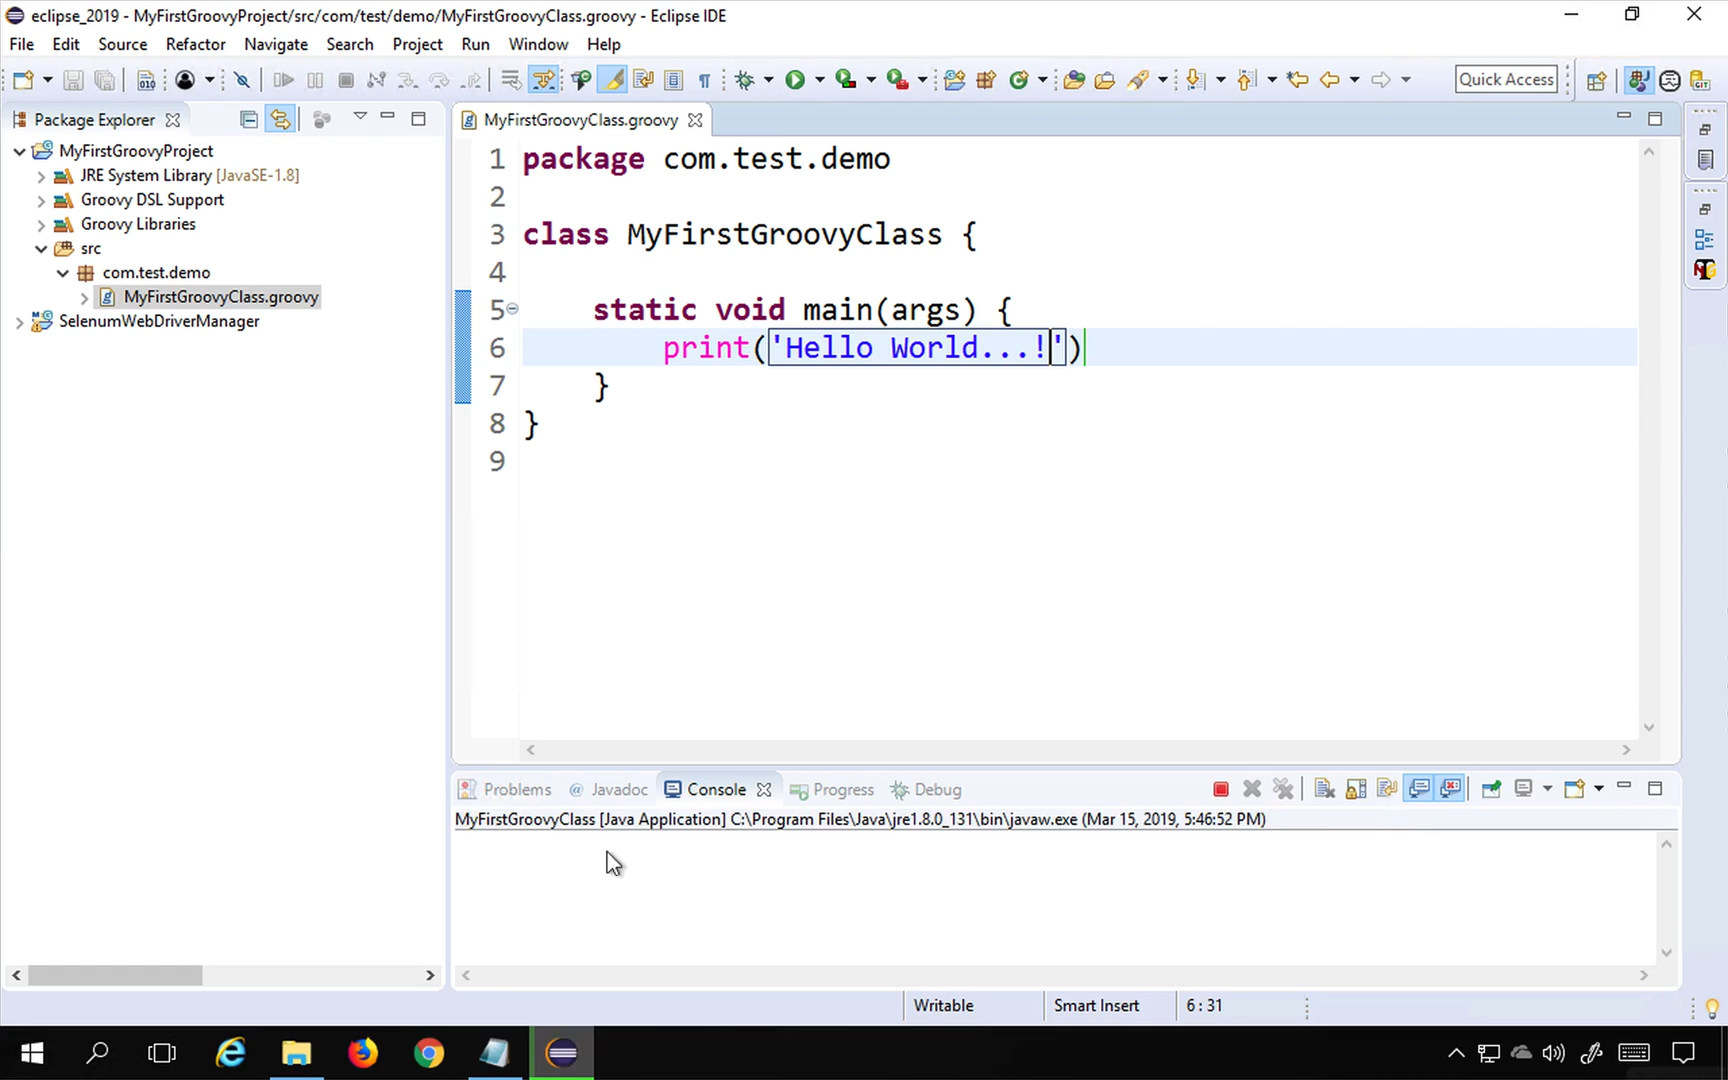 eclipse_2019 - MyFirstGroovyProject/src/com/test/demo/MyFirstGroovyClass.groovy - Eclipse IDE
File Edit Source Refactor Navigate Search Project Run Window Help
Quick Access
Package Explorer
MyFirstGroovyProject
JRE System Library [JavaSE-1.8]
Groovy DSL Support
Groovy Libraries
src
com.test.demo
MyFirstGroovyClass.groovy
SelenumWebDriverManager
MyFirstGroovyClass.groovy
1 package com.test.demo
2
3 class MyFirstGroovyClass {
4
5 static void main(args) {
6 print('Hello World...!')
7 }
8 }
9
Problems @ Javadoc Console Progress Debug
MyFirstGroovyClass [Java Application] C:\Program Files\Java\jre1.8.0_131\bin\javaw.exe (Mar 15, 2019, 5:46:52 PM)
Writable Smart Insert 6 : 31